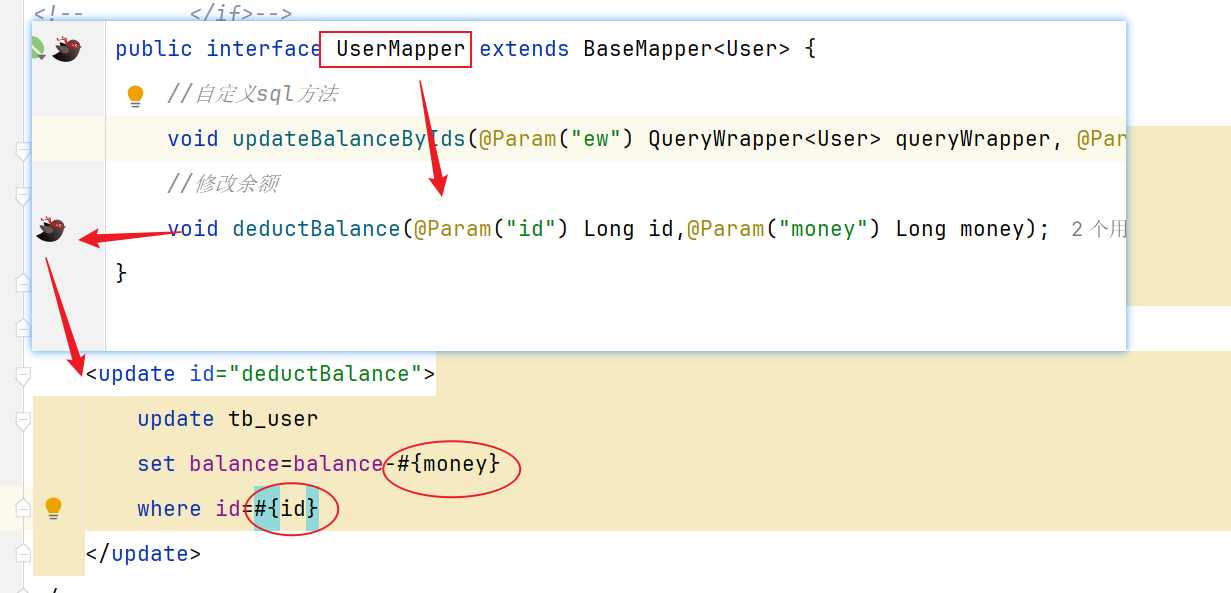 <!-- </if>-->
public interface UserMapper extends BaseMapper<User> {
//自定义sql方法
void updateBalanceByIds(@Param("ew") QueryWrapper<User> queryWrapper, @Par
//修改余额
void deductBalance(@Param("id") Long id,@Param("money") Long money); 2 个用
}
<update id="deductBalance">
update tb_user
set balance=balance-#{money}
where id=#{id}
</update>